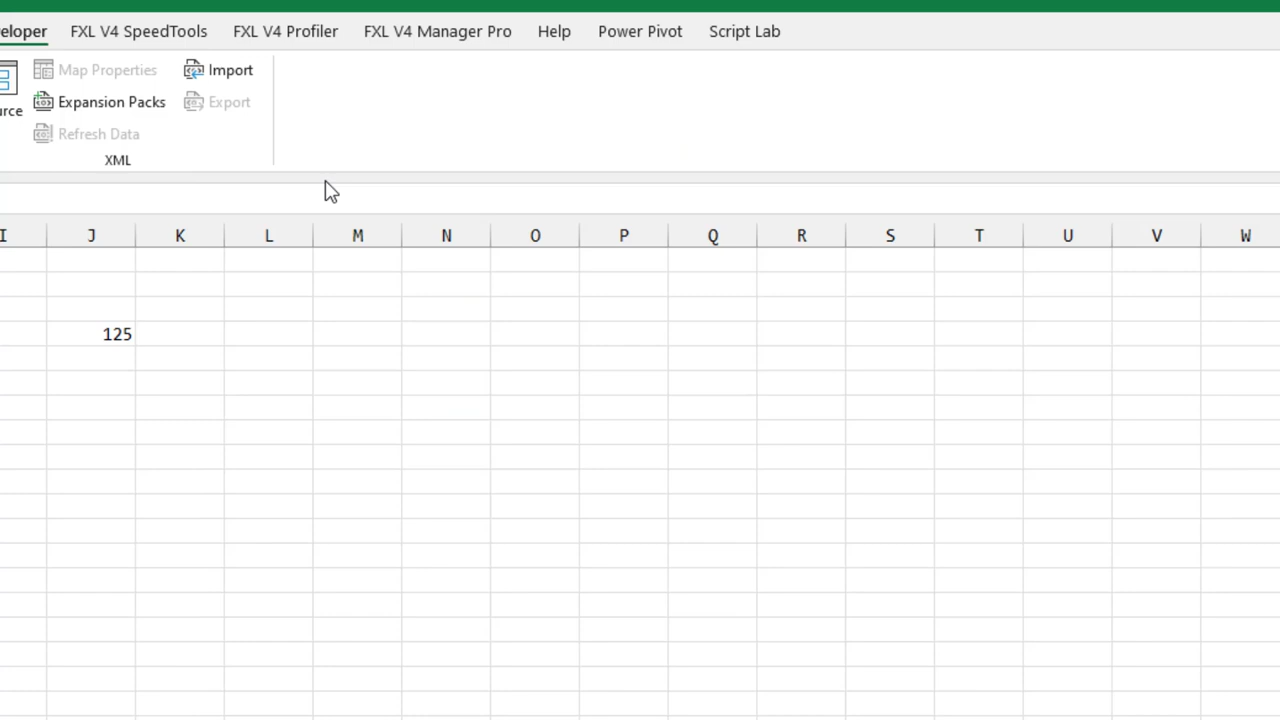 eloper FXL V4 SpeedTools FXL V4 Profiler FXL V4 Manager Pro Help Power Pivot Script Lab
Map Properties Import
urce Expansion Packs Export
Refresh Data
XML
I J K L M N O P Q R S T U V W
125